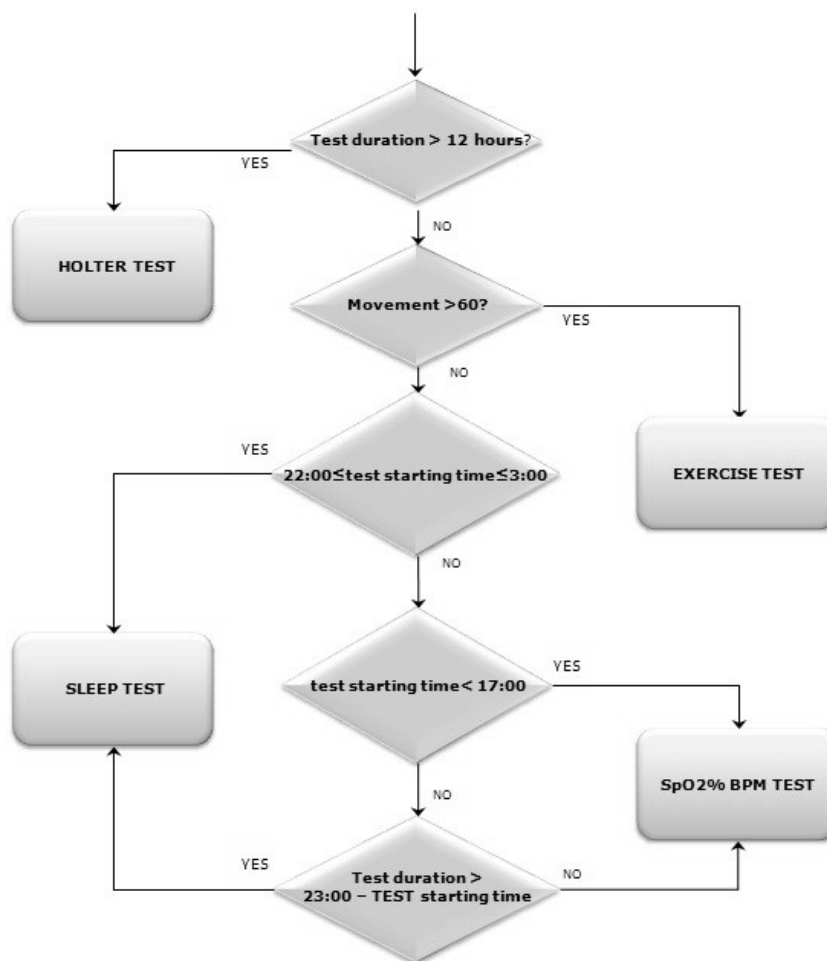 Test duration > 12 hours?
YES
NO
HOLTER TEST
Movement >60?
YES
NO
YES
22:00≤test starting time≤3:00
EXERCISE TEST
NO
SLEEP TEST
test starting time< 17:00
YES
SpO2% BPM TEST
NO
YES
Test duration >
23:00 – TEST starting time
NO